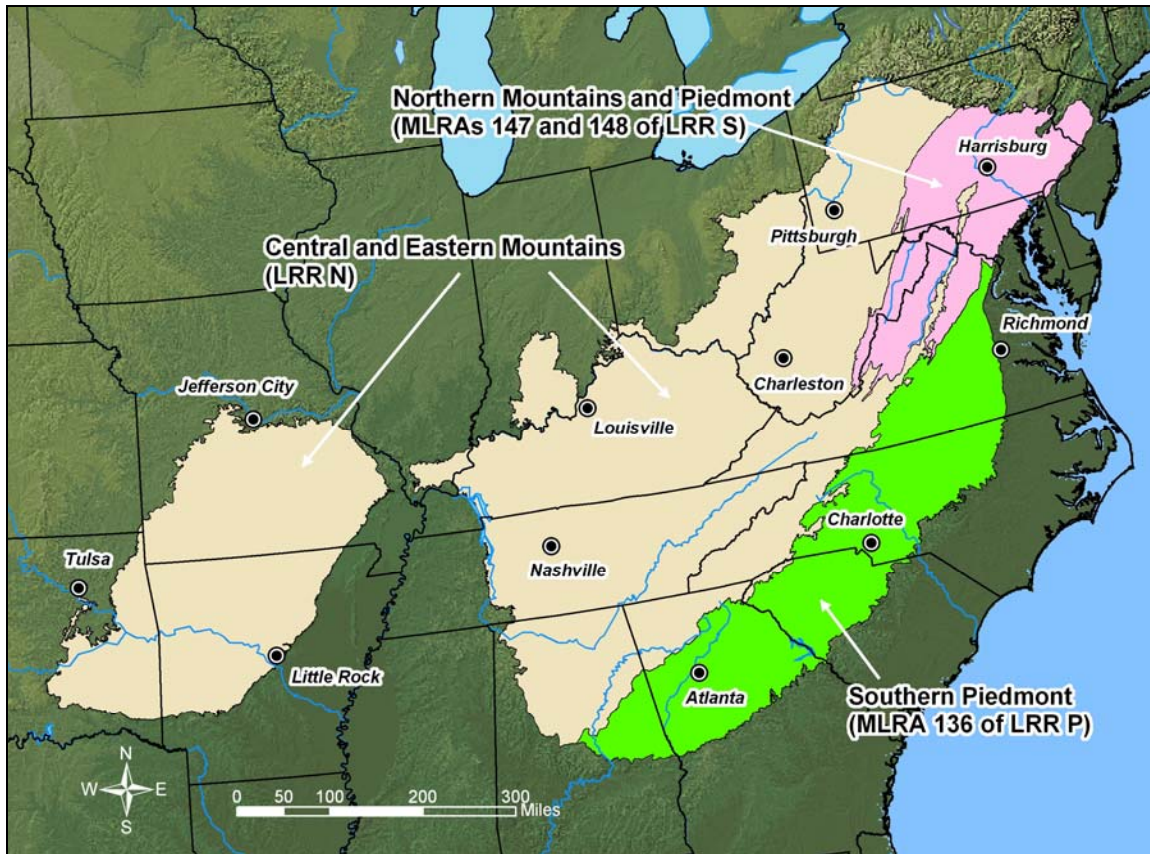 Northern Mountains and Piedmont
(MLRAs 147 and 148 of LRR S)
Harrisburg
Pittsburgh
Central and Eastern Mountains
(LRR N)
Richmond
Charleston
Jefferson City
Louisville
Charlotte
Tulsa
Nashville
Little Rock
Atlanta
Southern Piedmont
(MLRA 136 of LRR P)
N
W E
S
0 50 100 200 300
Miles